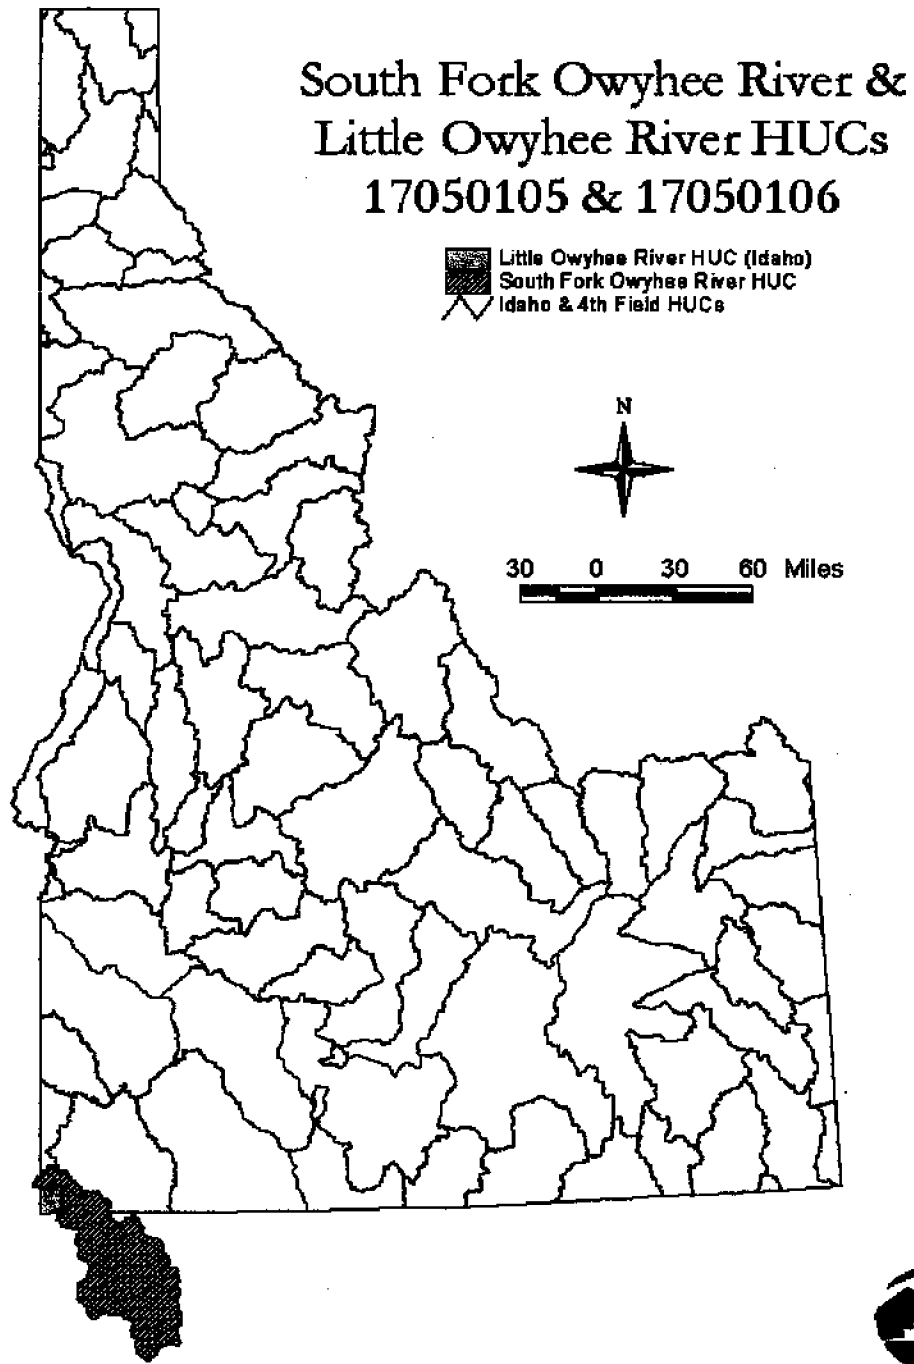 South Fork Owyhee River &
Little Owyhee River HUCs
17050105 & 17050106
Little Owyhee River HUC (Idaho)
South Fork Owyhee River HUC
Idaho & 4th Field HUCs
N
30 0 30 60 Miles